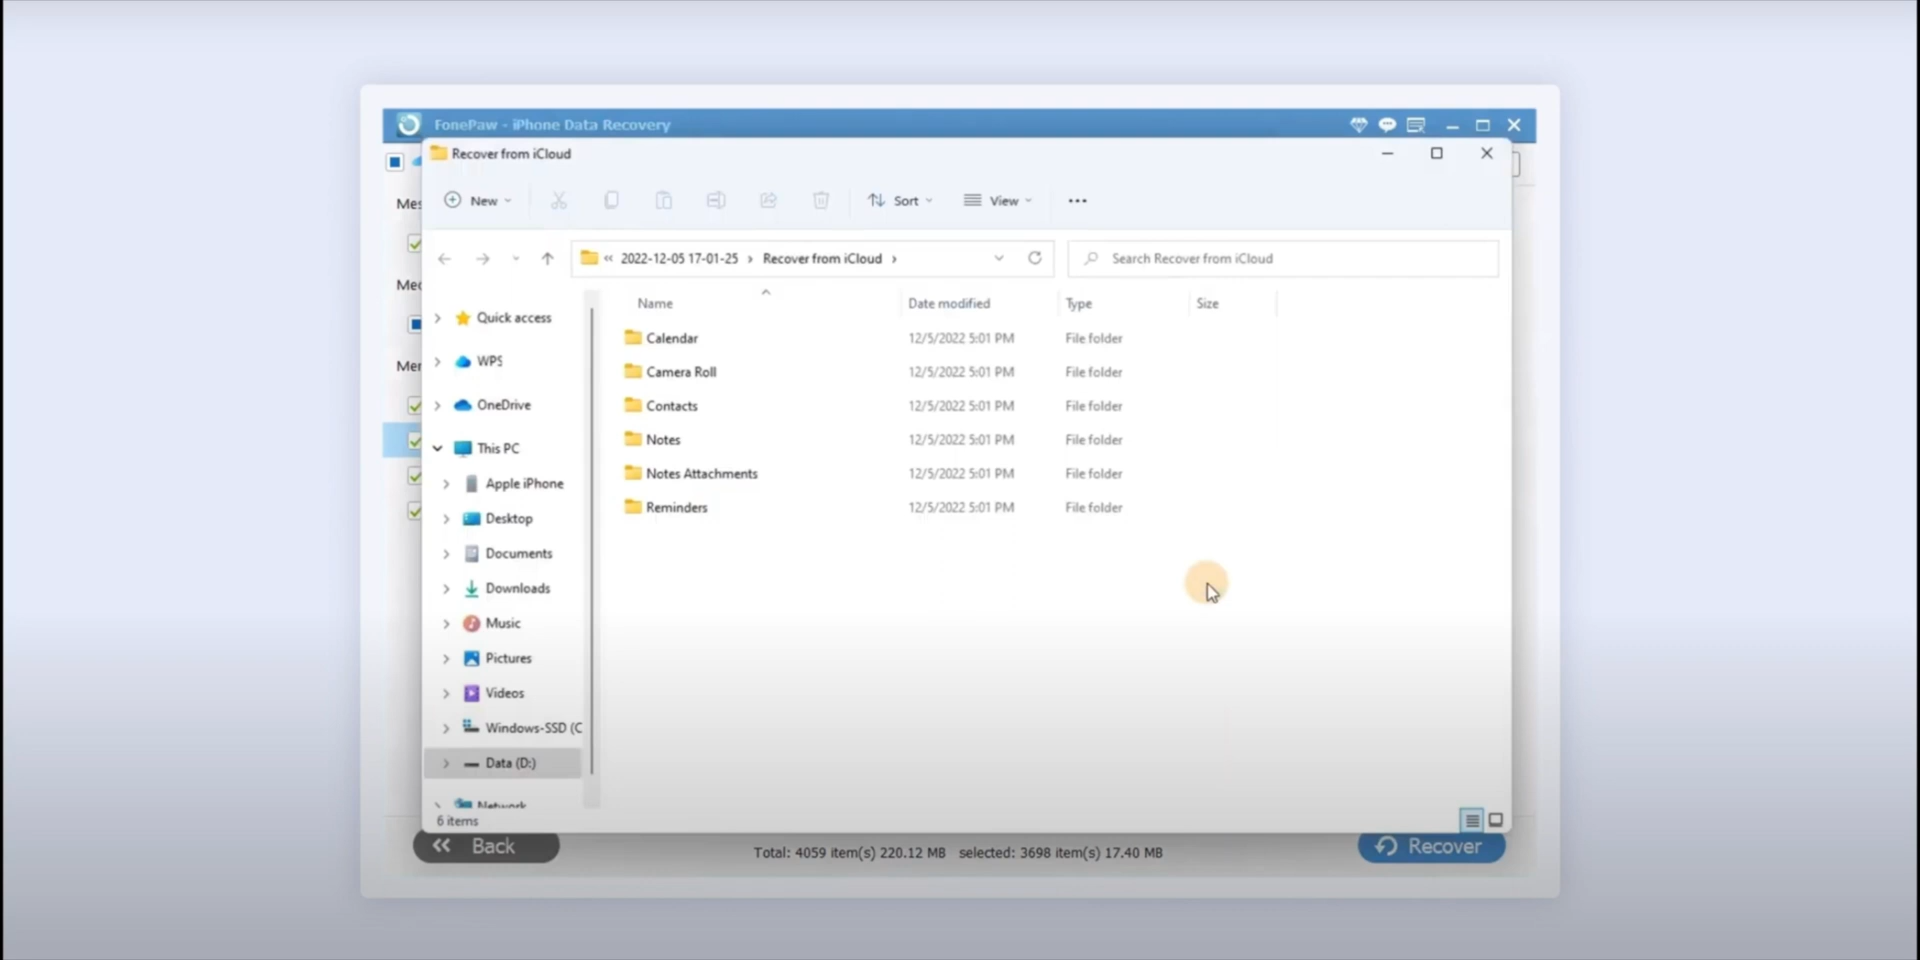 FonePaw - iPhone Data Recovery
Recover from iCloud
New
Sort
View
2022-12-05 17-01-25 › Recover from iCloud ›
Search Recover from iCloud
Name Date modified Type Size
Calendar 12/5/2022 5:01 PM File folder
Camera Roll 12/5/2022 5:01 PM File folder
Contacts 12/5/2022 5:01 PM File folder
Notes 12/5/2022 5:01 PM File folder
Notes Attachments 12/5/2022 5:01 PM File folder
Reminders 12/5/2022 5:01 PM File folder
Quick access
WPS
OneDrive
This PC
Apple iPhone
Desktop
Documents
Downloads
Music
Pictures
Videos
Windows-SSD (C
Data (D:)
Network
6 items
Mes
Med
Mer
Back
Total: 4059 item(s) 220.12 MB selected: 3698 item(s) 17.40 MB
Recover